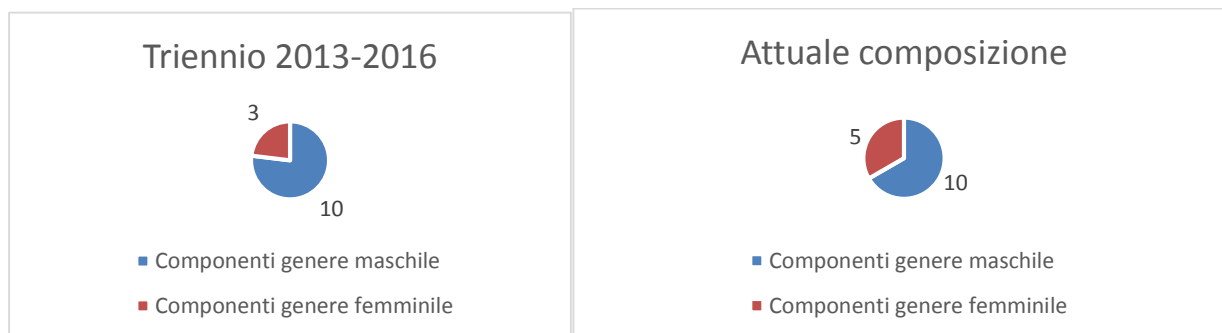 Triennio 2013-2016
3
10
Componenti genere maschile
Componenti genere femminile
Attuale composizione
5
10
Componenti genere maschile
Componenti genere femminile